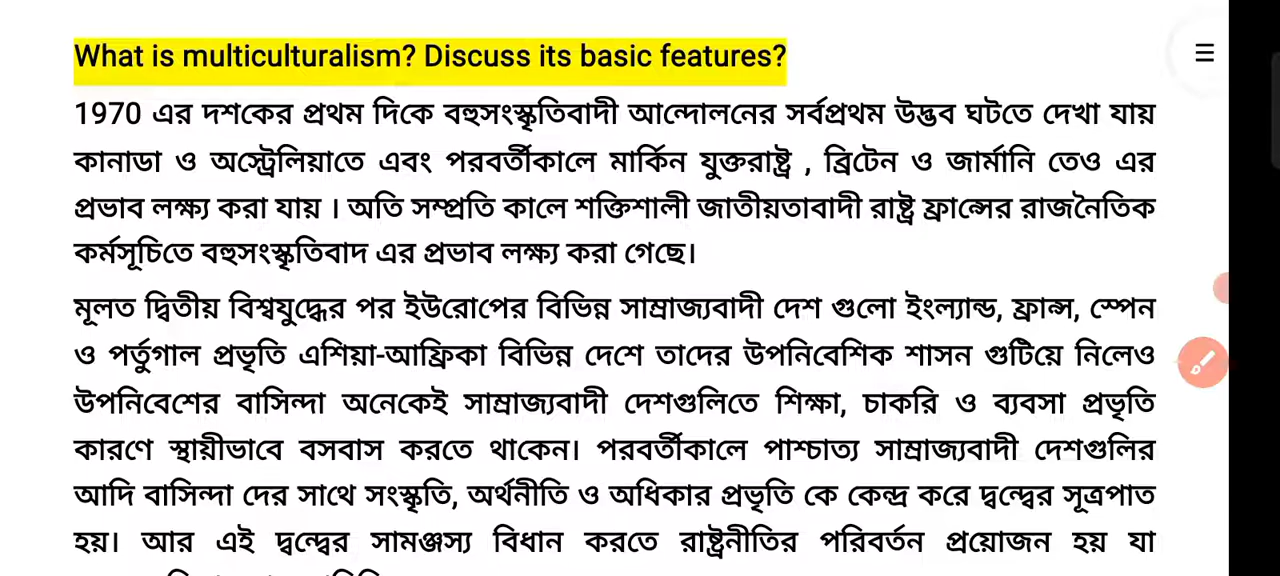 What is multiculturalism? Discuss its basic features?
1970 এর দশকের প্রথম দিকে বহুসংস্কৃতিবাদী আন্দোলনের সর্বপ্রথম উদ্ভব ঘটতে দেখা যায়
কানাডা ও অস্ট্রেলিয়াতে এবং পরবর্তীকালে মার্কিন যুক্তরাষ্ট্র , ব্রিটেন ও জার্মানি তেও এর
প্রভাব লক্ষ্য করা যায় । অতি সম্প্রতি কালে শক্তিশালী জাতীয়তাবাদী রাষ্ট্র ফ্রান্সের রাজনৈতিক
কর্মসূচিতে বহুসংস্কৃতিবাদ এর প্রভাব লক্ষ্য করা গেছে।
মূলত দ্বিতীয় বিশ্বযুদ্ধের পর ইউরোপের বিভিন্ন সাম্রাজ্যবাদী দেশ গুলো ইংল্যান্ড, ফ্রান্স, স্পেন
ও পর্তুগাল প্রভৃতি এশিয়া-আফ্রিকা বিভিন্ন দেশে তাদের উপনিবেশিক শাসন গুটিয়ে নিলেও
উপনিবেশের বাসিন্দা অনেকেই সাম্রাজ্যবাদী দেশগুলিতে শিক্ষা, চাকরি ও ব্যবসা প্রভৃতি
কারণে স্থায়ীভাবে বসবাস করতে থাকেন। পরবর্তীকালে পাশ্চাত্য সাম্রাজ্যবাদী দেশগুলির
আদি বাসিন্দা দের সাথে সংস্কৃতি, অর্থনীতি ও অধিকার প্রভৃতি কে কেন্দ্র করে দ্বন্দ্বের সূত্রপাত
হয়। আর এই দ্বন্দ্বের সামঞ্জস্য বিধান করতে রাষ্ট্রনীতির পরিবর্তন প্রয়োজন হয় যা